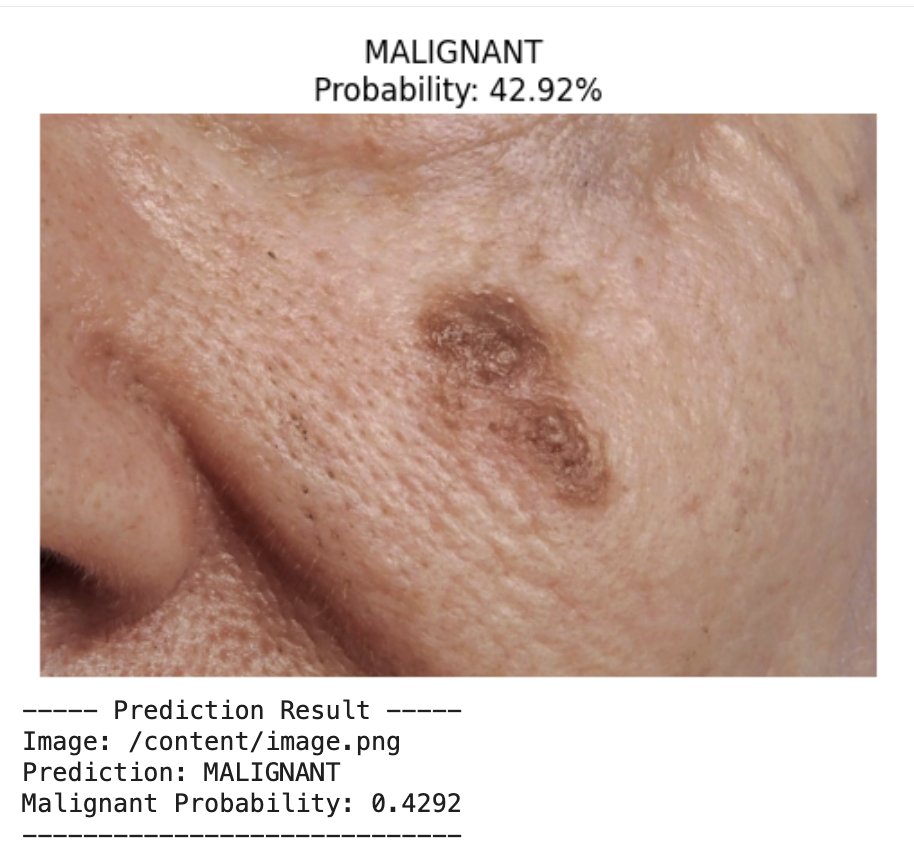 MALIGNANT
Probability: 42.92%
----- Prediction Result -----
Image: /content/image.png
Prediction: MALIGNANT
Malignant Probability: 0.4292
-----------------------------